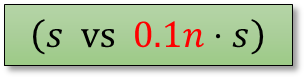 (s vs 0.1n · s)